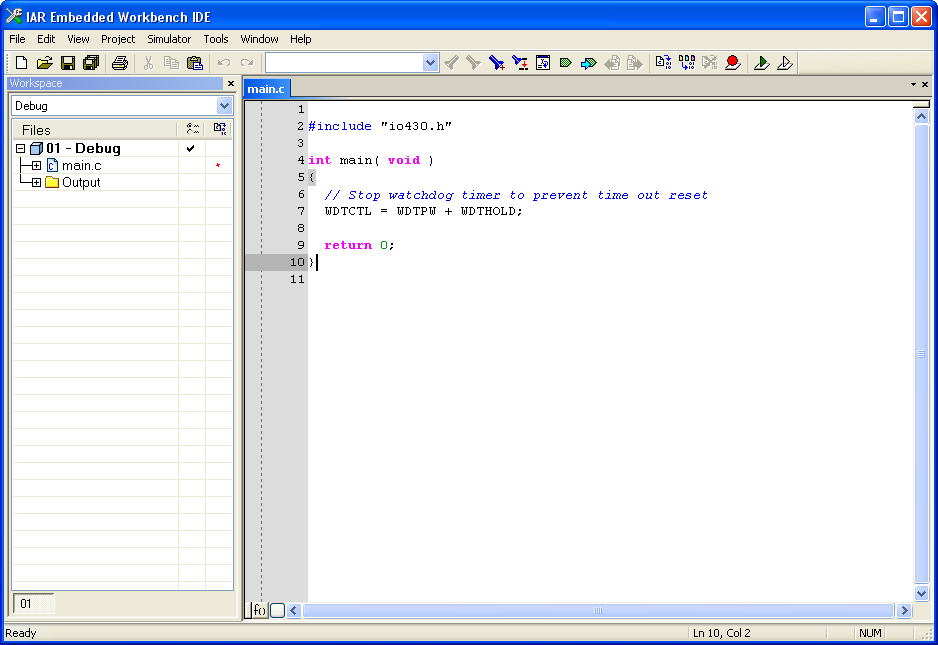 IAR Embedded Workbench IDE
File Edit View Project Simulator Tools Window Help
Workspace
Debug
Files
01 - Debug
main.c
Output
01
main.c
1
2 #include "io430.h"
3
4 int main( void )
5 {
6 // Stop watchdog timer to prevent time out reset
7 WDTCTL = WDTPW + WDTHOLD;
8
9 return 0;
10 }
11
f()
Ready Ln 10, Col 2 NUM